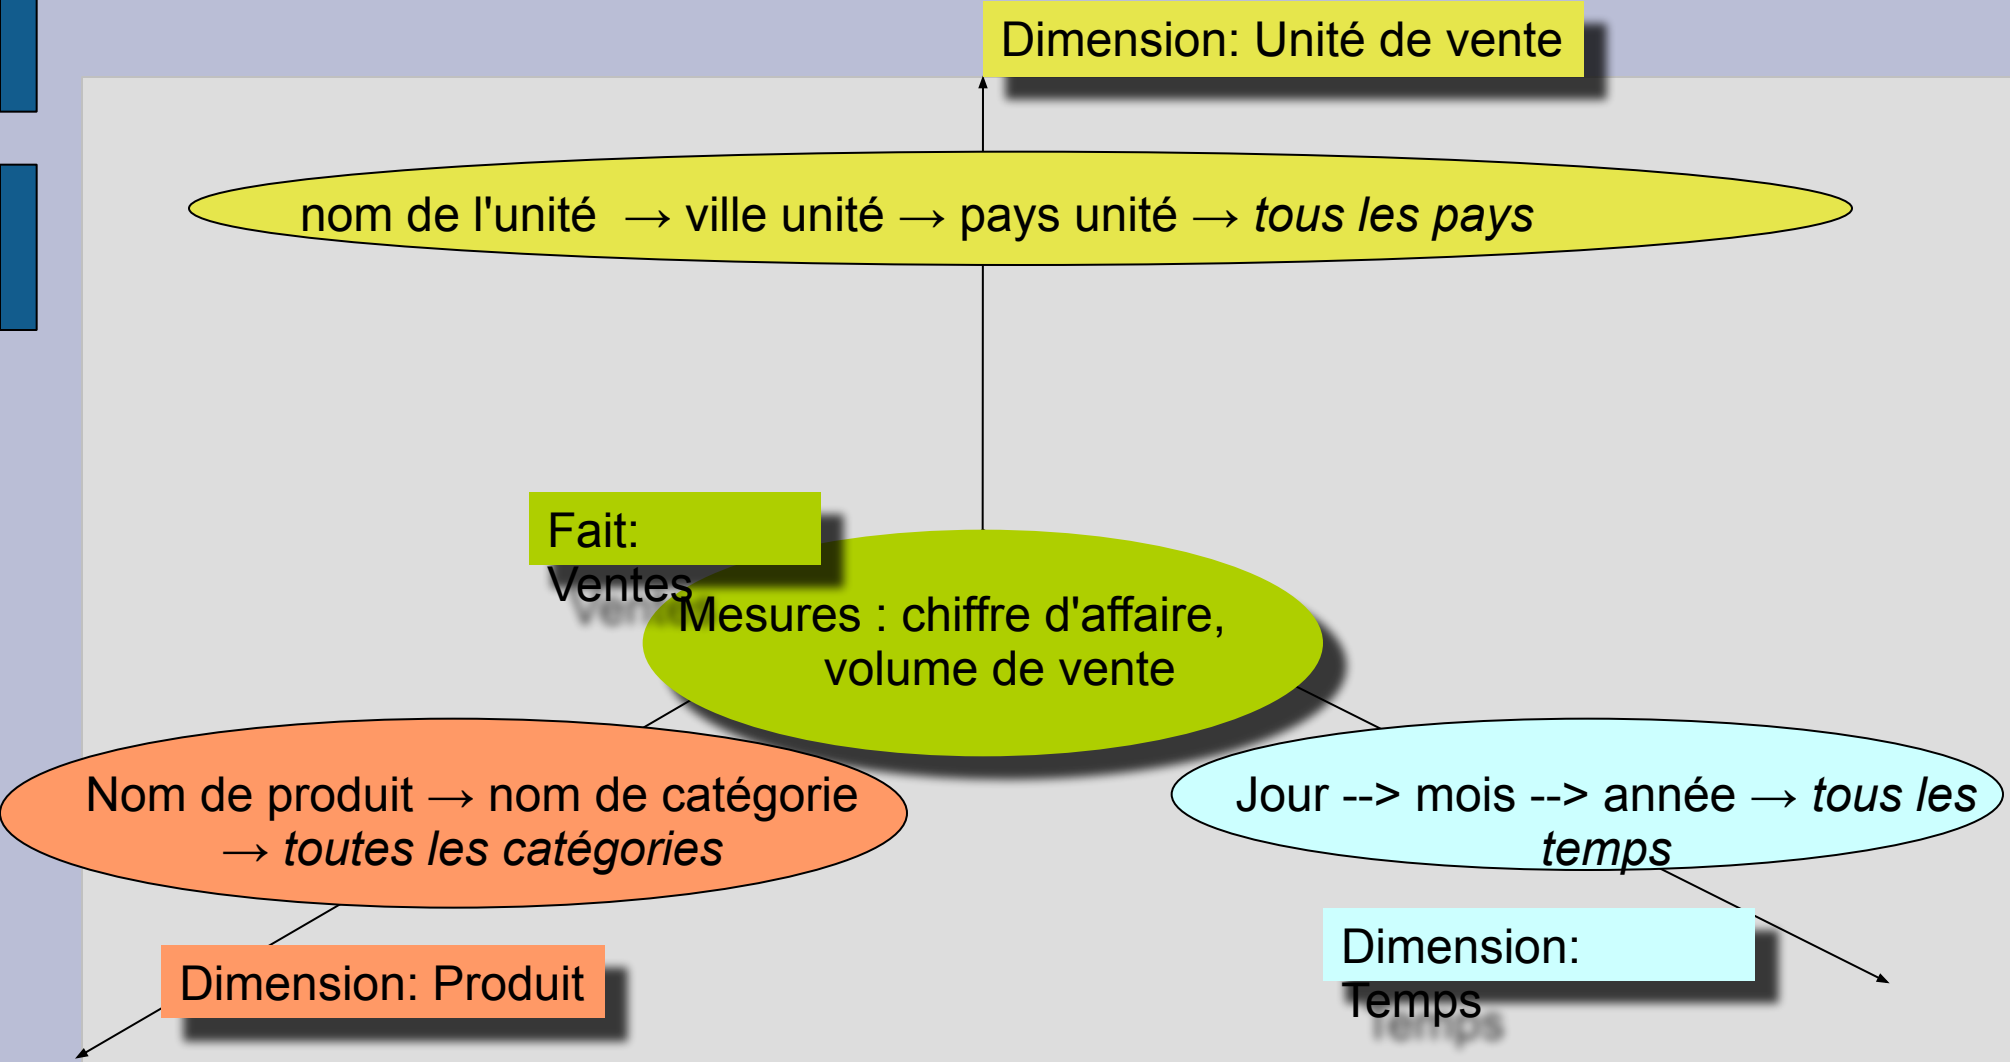 Dimension: Unité de vente
nom de l'unité → ville unité → pays unité → tous les pays
Fait:
Ventes
Mesures : chiffre d'affaire,
volume de vente
Nom de produit → nom de catégorie
→ toutes les catégories
Jour --> mois --> année → tous les
temps
Dimension: Produit
Dimension:
Temps